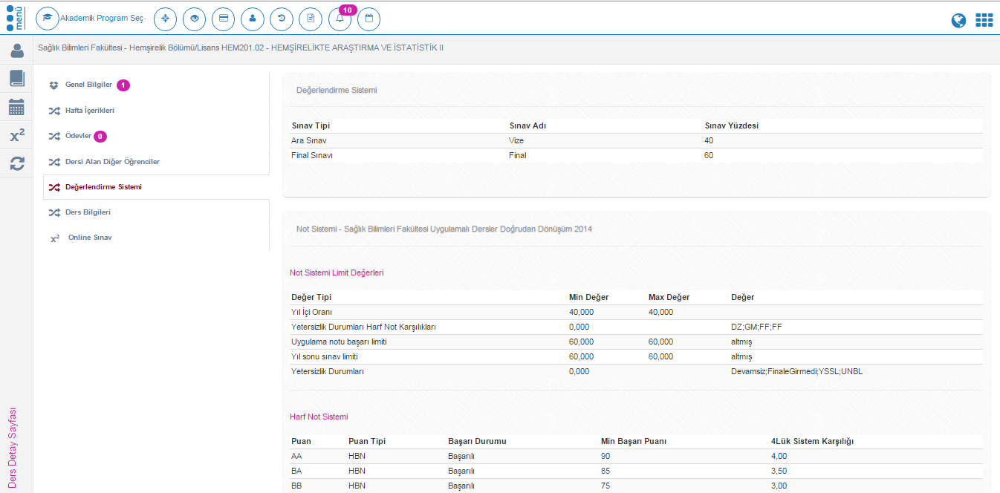 menü
Akademik Program Seç-
10
Sağlık Bilimleri Fakültesi - Hemşirelik Bölümü/Lisans HEM201.02 - HEMŞİRELİKTE ARAŞTIRMA VE İSTATİSTİK II
Genel Bilgiler 1
Hafta İçerikleri
Ödevler 0
Dersi Alan Diğer Öğrenciler
Değerlendirme Sistemi
Ders Bilgileri
x² Online Sınav
x²
Ders Detay Sayfası
Değerlendirme Sistemi
Sınav Tipi Sınav Adı Sınav Yüzdesi
Ara Sınav Vize 40
Final Sınavı Final 60
Not Sistemi - Sağlık Bilimleri Fakültesi Uygulamalı Dersler Doğrudan Dönüşüm 2014
Not Sistemi Limit Değerleri
Değer Tipi Min Değer Max Değer Değer
Yıl İçi Oranı 40,000 40,000
Yetersizlik Durumları Harf Not Karşılıkları 0,000 DZ;GM;FF;FF
Uygulama notu başarı limiti 60,000 60,000 altmış
Yıl sonu sınav limiti 60,000 60,000 altmış
Yetersizlik Durumları 0,000 Devamsiz;FinaleGirmedi;YSSL;UNBL
Harf Not Sistemi
Puan Puan Tipi Başarı Durumu Min Başarı Puanı 4Lük Sistem Karşılığı
AA HBN Başarılı 90 4,00
BA HBN Başarılı 85 3,50
BB HBN Başarılı 75 3,00